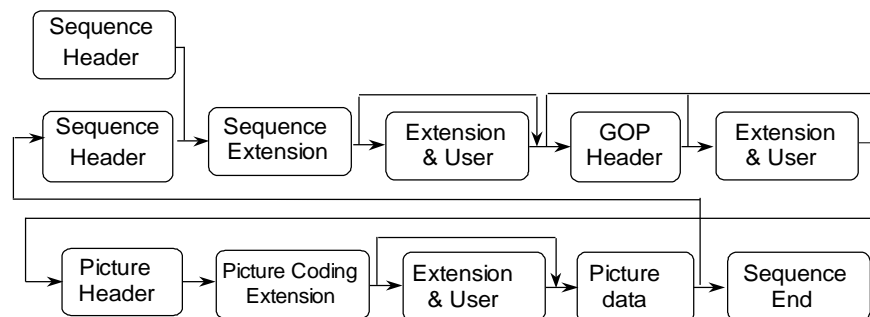 Sequence
Header
Sequence
Header
Sequence
Extension
Extension
& User
GOP
Header
Extension
& User
Picture
Header
Picture Coding
Extension
Extension
& User
Picture
data
Sequence
End